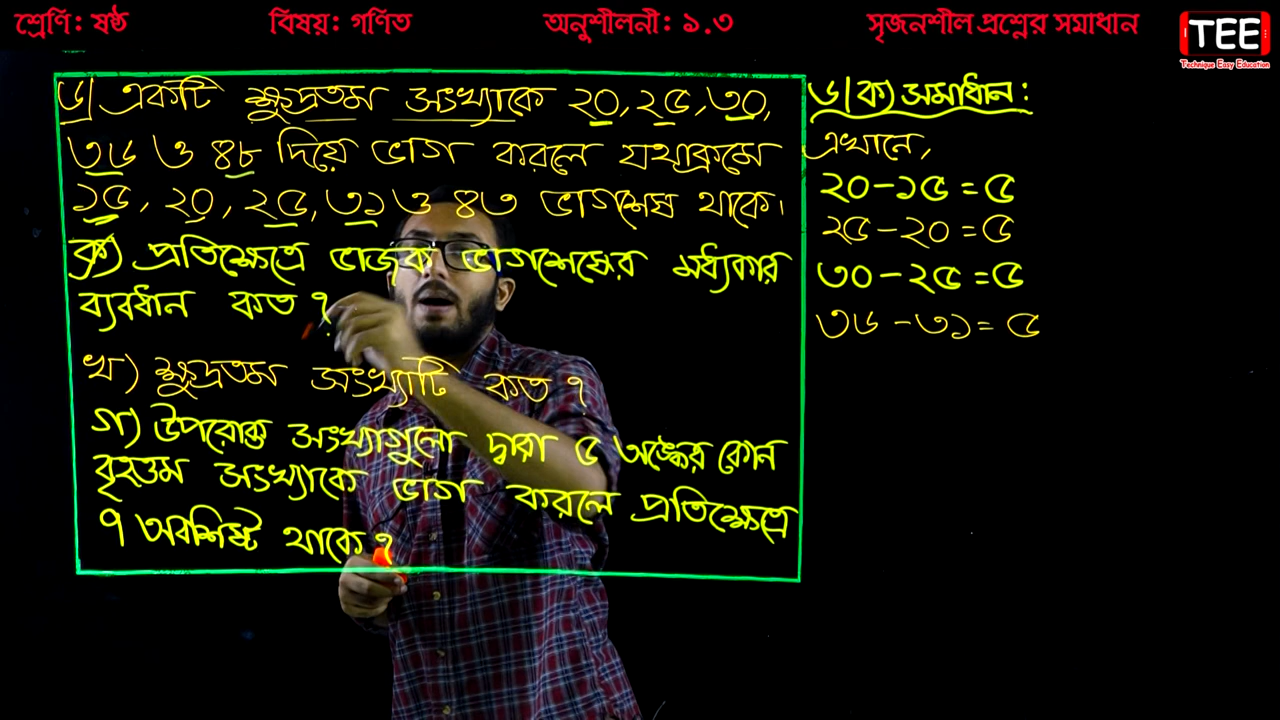 শ্রেণি: ষষ্ঠ
বিষয়: গণিত
অনুশীলনী: ১.৩
সৃজনশীল প্রশ্নের সমাধান
TEE
Technique Easy Education
৬। একটি ক্ষুদ্রতম সংখ্যাকে ২০, ২৫, ৩০,
৩৬ ও ৪৮ দিয়ে ভাগ করলে যথাক্রমে
১৫, ২০, ২৫, ৩১ ও ৪৩ ভাগশেষ থাকে।
ক) প্রতিক্ষেত্রে ভাজক ভাগশেষের মধ্যকার
ব্যবধান কত ?
খ) ক্ষুদ্রতম সংখ্যাটি কত ?
গ) উপরোক্ত সংখ্যাগুলো দ্বারা ৫ অঙ্কের কোন
বৃহত্তম সংখ্যাকে ভাগ করলে প্রতিক্ষেত্রে
৭ অবশিষ্ট থাকে ?
৬। ক) সমাধান:
এখানে,
২০-১৫ = ৫
২৫-২০ = ৫
৩০-২৫ = ৫
৩৬-৩১ = ৫